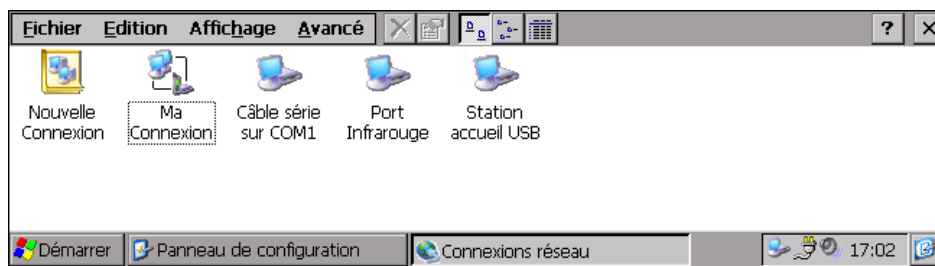 Fichier Edition Affichage Avancé ?
Nouvelle Ma Câble série Port Station
Connexion Connexion sur COM1 Infrarouge accueil USB
Démarrer Panneau de configuration Connexions réseau 17:02